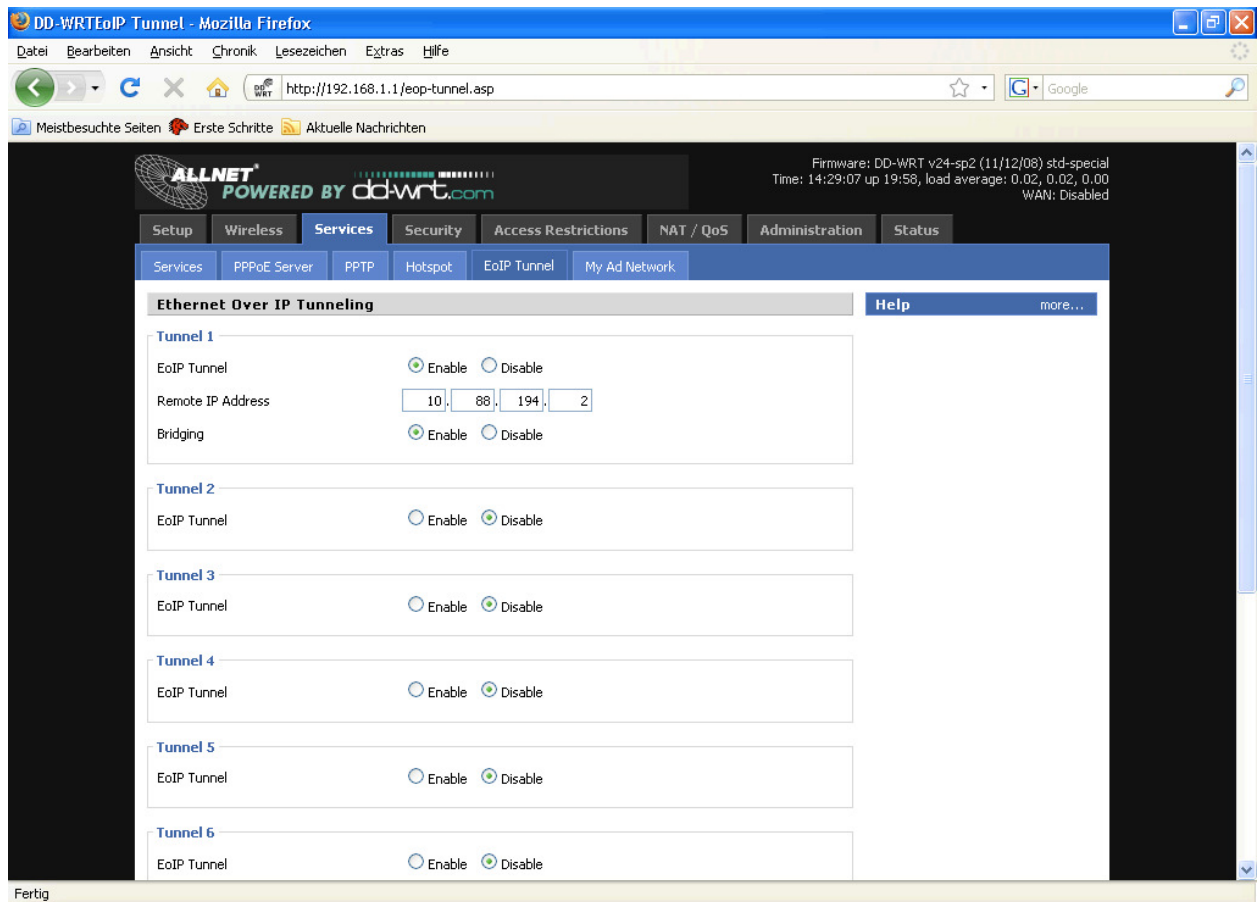 DD-WRTEoIP Tunnel - Mozilla Firefox
Datei Bearbeiten Ansicht Chronik Lesezeichen Extras Hilfe
DD WRT http://192.168.1.1/eop-tunnel.asp G Google
Meistbesuchte Seiten Erste Schritte Aktuelle Nachrichten
ALLNET POWERED BY dd-wrt.com
Firmware: DD-WRT v24-sp2 (11/12/08) std-special
Time: 14:29:07 up 19:58, load average: 0.02, 0.02, 0.00
WAN: Disabled
Setup Wireless Services Security Access Restrictions NAT / QoS Administration Status
Services PPPoE Server PPTP Hotspot EoIP Tunnel My Ad Network
Ethernet Over IP Tunneling
Help more...
Tunnel 1
EoIP Tunnel Enable Disable
Remote IP Address 10. 88. 194. 2
Bridging Enable Disable
Tunnel 2
EoIP Tunnel Enable Disable
Tunnel 3
EoIP Tunnel Enable Disable
Tunnel 4
EoIP Tunnel Enable Disable
Tunnel 5
EoIP Tunnel Enable Disable
Tunnel 6
EoIP Tunnel Enable Disable
Fertig